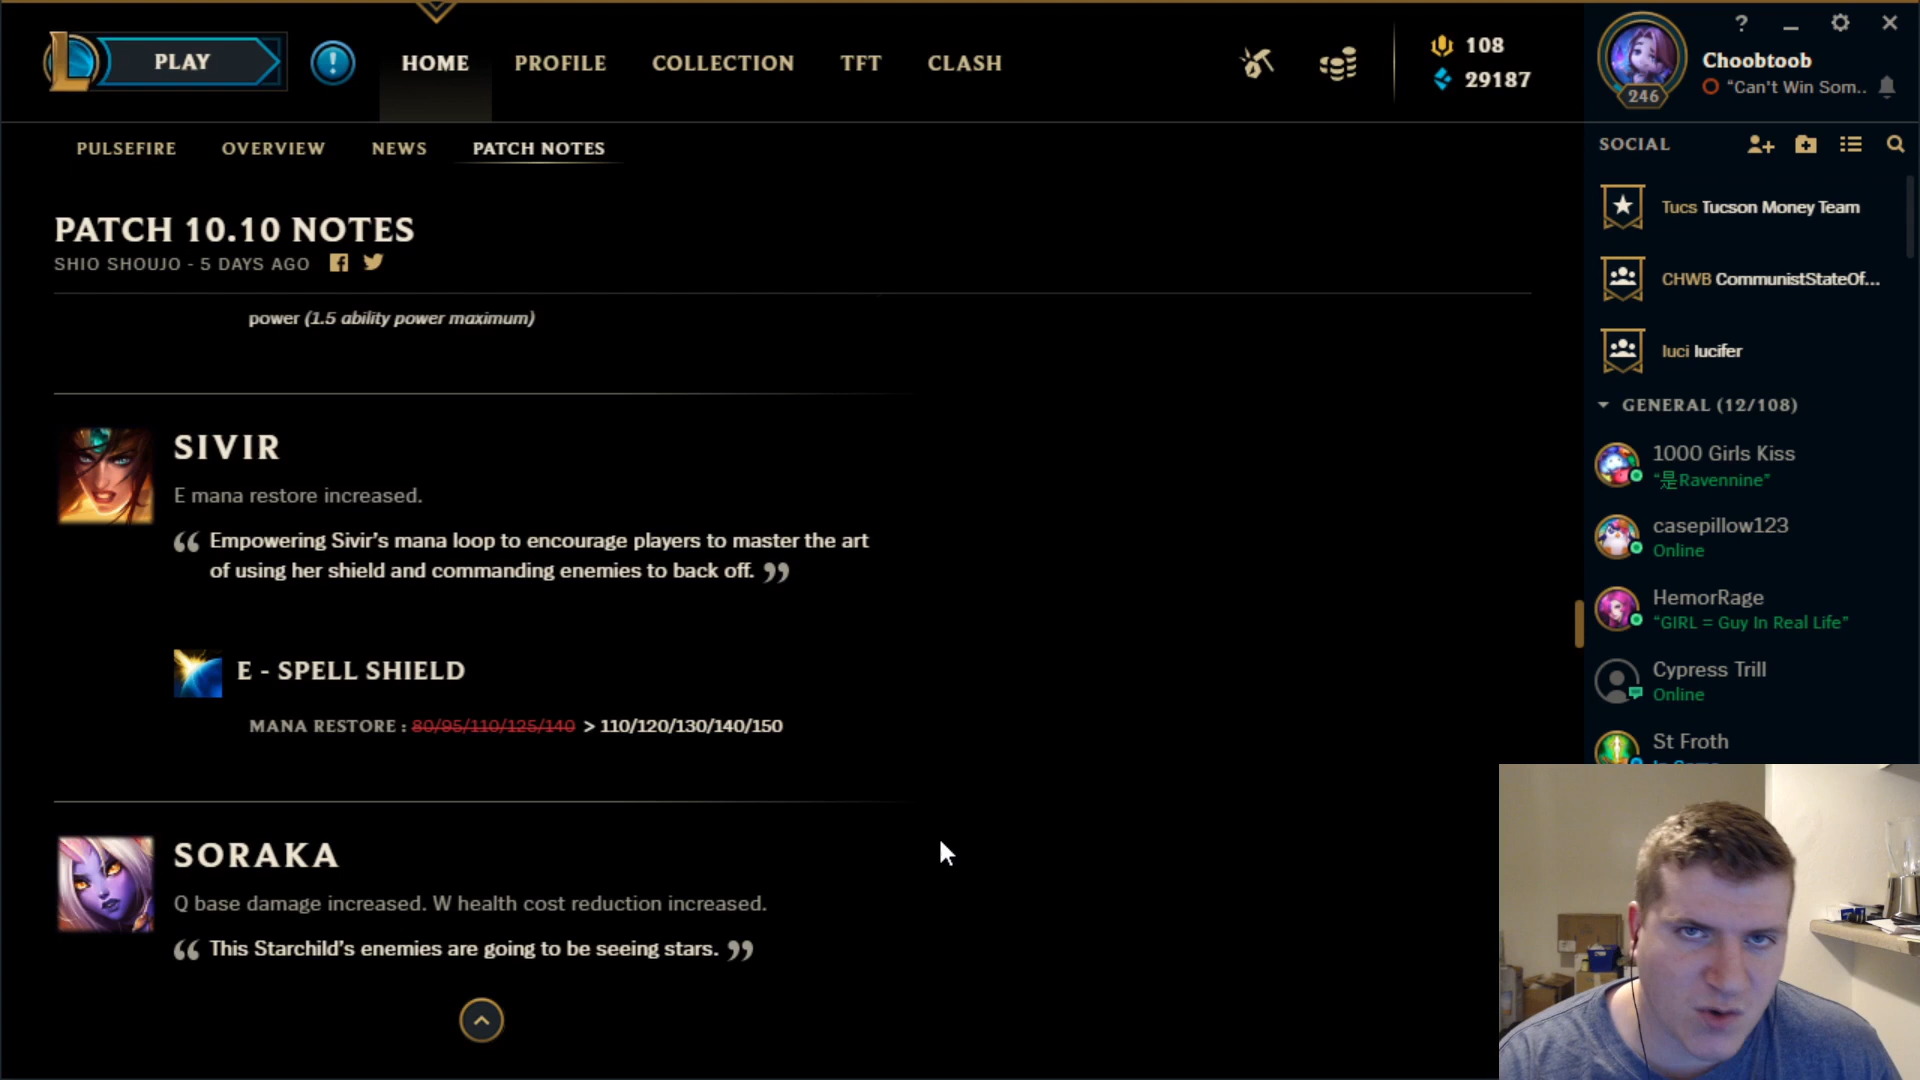 PLAY
HOME
PROFILE
COLLECTION
TFT
CLASH
108
29187
?
246
Choobtoob
“Can't Win Som..
PULSEFIRE
OVERVIEW
NEWS
PATCH NOTES
PATCH 10.10 NOTES
SHIO SHOUJO - 5 DAYS AGO
power (1.5 ability power maximum)
SIVIR
E mana restore increased.
“ Empowering Sivir’s mana loop to encourage players to master the art
of using her shield and commanding enemies to back off. ”
E - SPELL SHIELD
MANA RESTORE : 80/95/110/125/140 > 110/120/130/140/150
SORAKA
Q base damage increased. W health cost reduction increased.
“ This Starchild’s enemies are going to be seeing stars. ”
SOCIAL
Tucs Tucson Money Team
CHWB CommunistStateOf...
luci lucifer
GENERAL (12/108)
1000 Girls Kiss
“是Ravennine”
casepillow123
Online
HemorRage
“GIRL = Guy In Real Life”
Cypress Trill
Online
St Froth